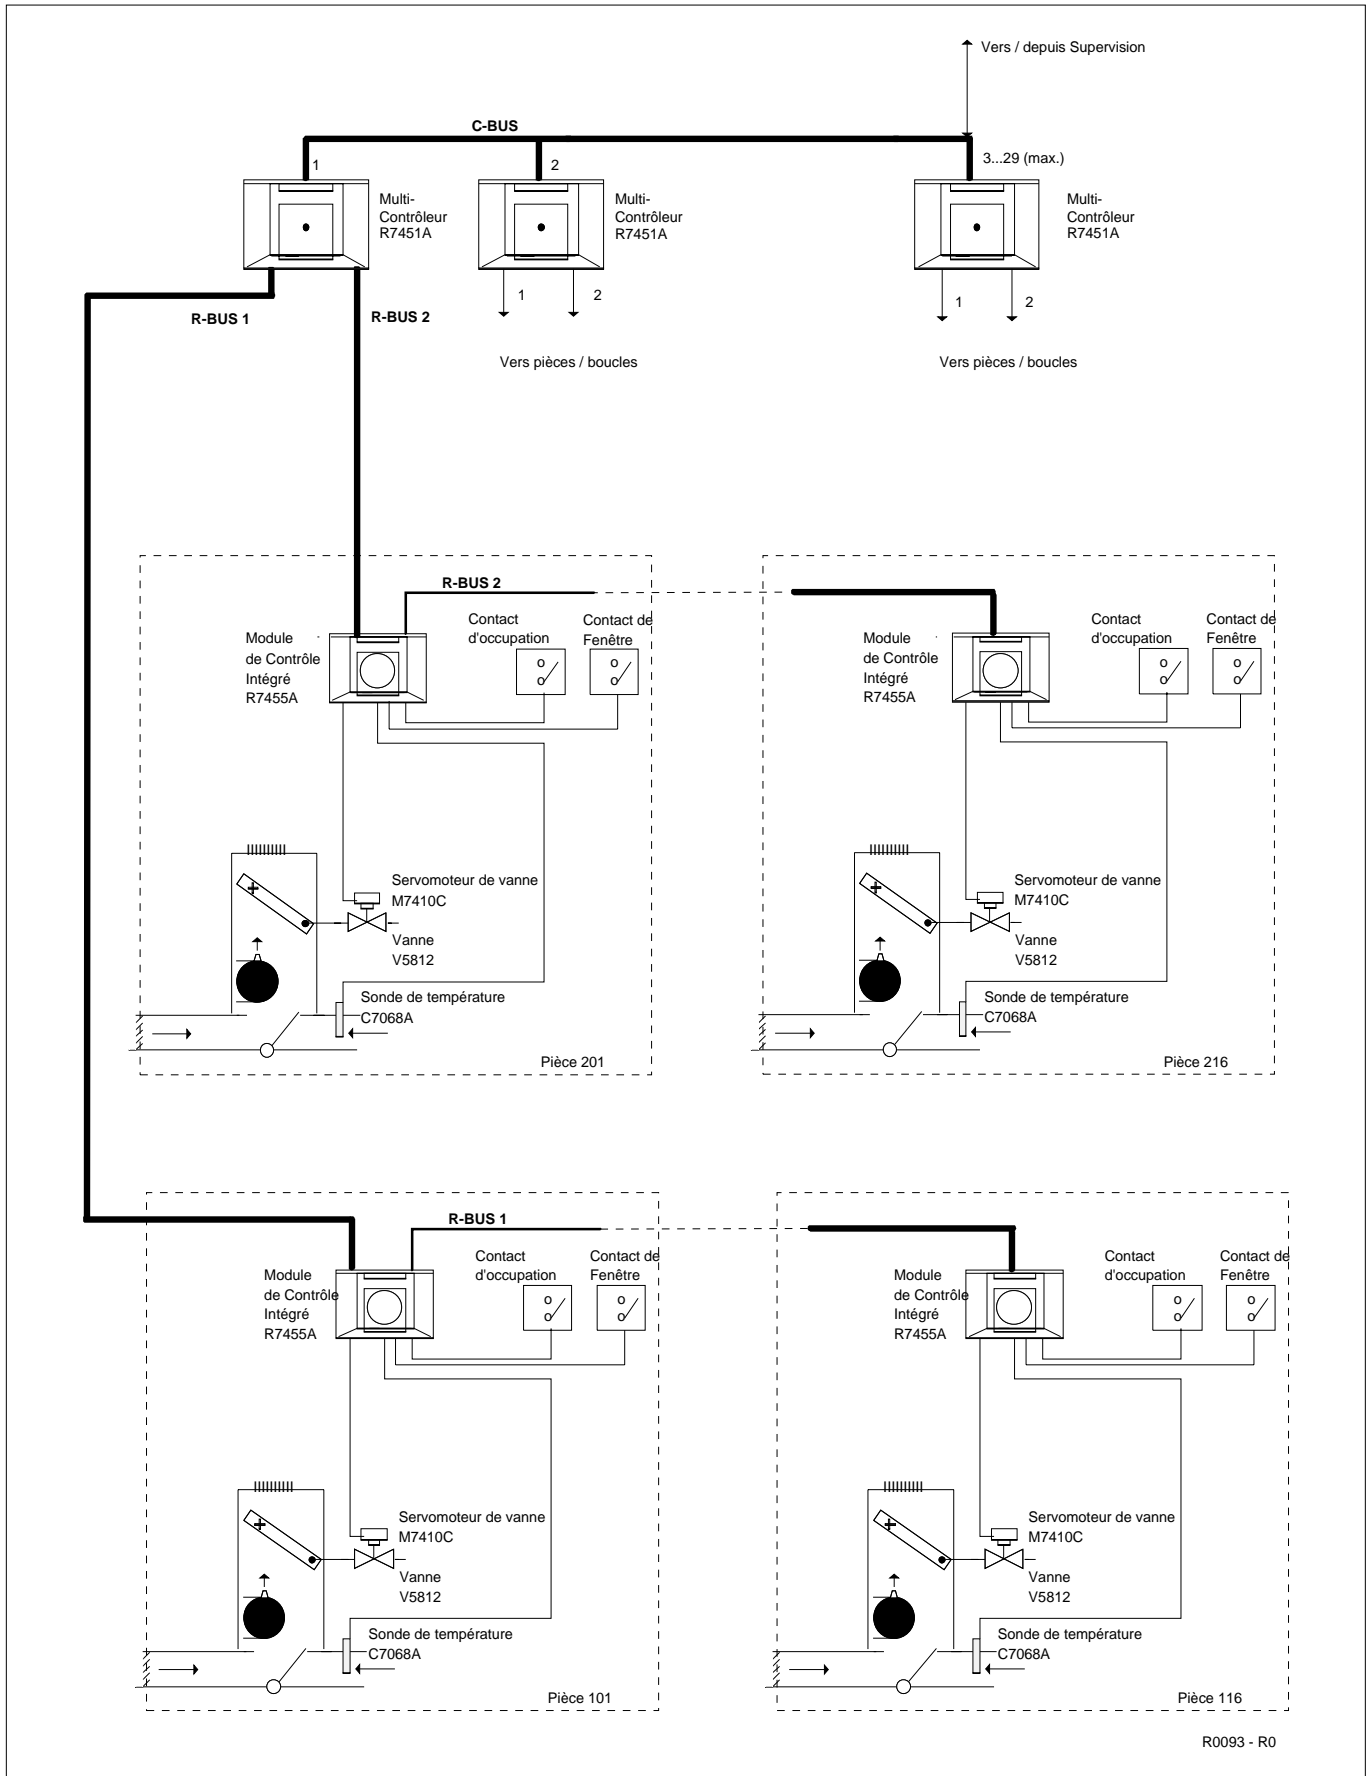 Vers / depuis Supervision
C-BUS
1
2
3...29 (max.)
Multi-
Contrôleur
R7451A
Multi-
Contrôleur
R7451A
Multi-
Contrôleur
R7451A
R-BUS 1
R-BUS 2
1
2
1
2
Vers pièces / boucles
Vers pièces / boucles
R-BUS 2
Module
de Contrôle
Intégré
R7455A
Contact
d'occupation
Contact de
Fenêtre
Servomoteur de vanne
M7410C
Vanne
V5812
Sonde de température
C7068A
Pièce 201
Module
de Contrôle
Intégré
R7455A
Contact
d'occupation
Contact de
Fenêtre
Servomoteur de vanne
M7410C
Vanne
V5812
Sonde de température
C7068A
Pièce 216
R-BUS 1
Module
de Contrôle
Intégré
R7455A
Contact
d'occupation
Contact de
Fenêtre
Servomoteur de vanne
M7410C
Vanne
V5812
Sonde de température
C7068A
Pièce 101
Module
de Contrôle
Intégré
R7455A
Contact
d'occupation
Contact de
Fenêtre
Servomoteur de vanne
M7410C
Vanne
V5812
Sonde de température
C7068A
Pièce 116
R0093 - R0